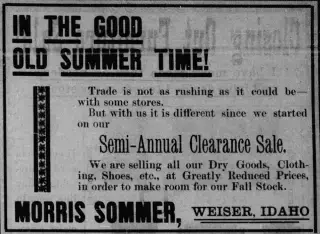 IN THE GOOD
OLD SUMMER TIME!
Trade is not as rushing as it could be—
with some stores.
But with us it is different since we started
on our
Semi-Annual Clearance Sale.
We are selling all our Dry Goods, Cloth-
ing, Shoes, etc., at Greatly Reduced Prices,
in order to make room for our Fall Stock.
MORRIS SOMMER, WEISER, IDAHO